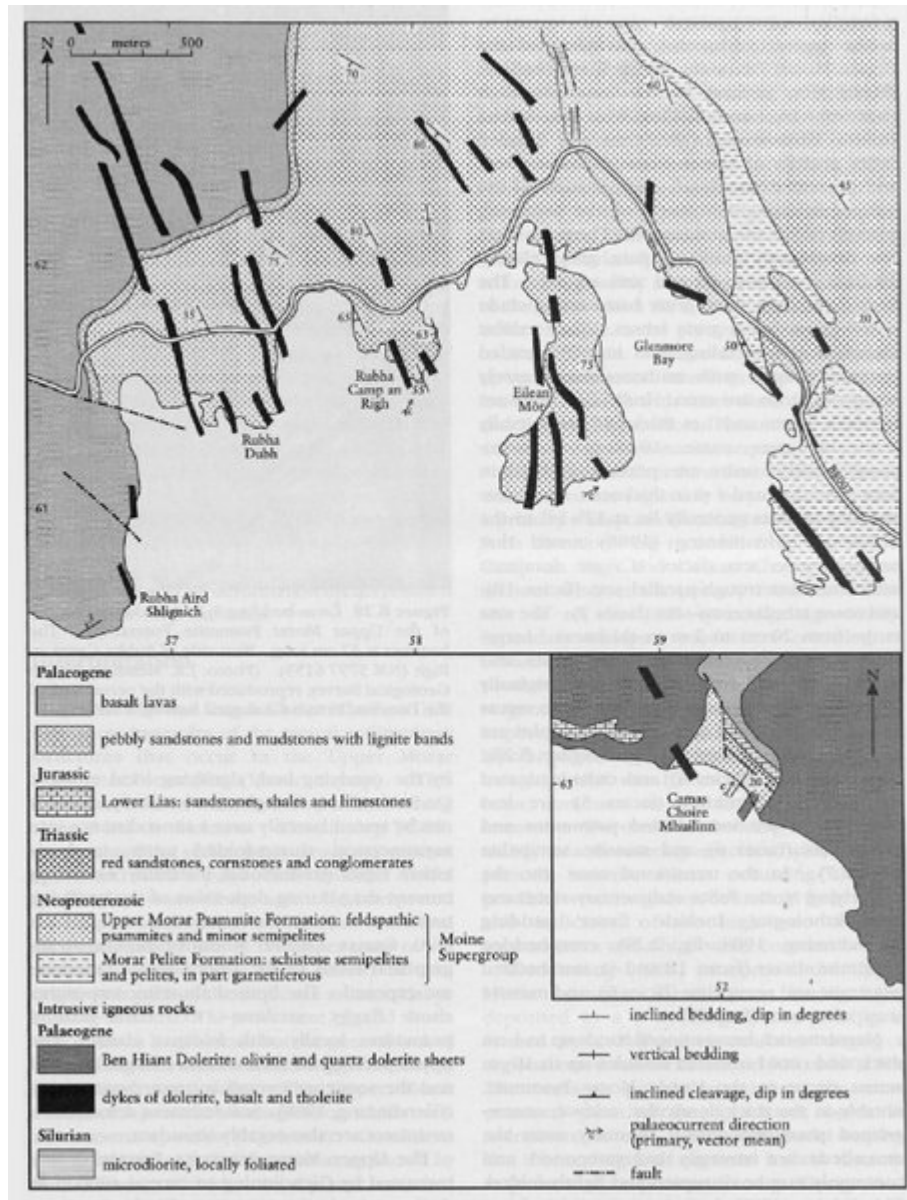 N
0 metres 500
70
60
60
45
62
80
75
55
65
63
55
Rubha
Camp an
Righ
Rubha
Dubh
Glenmore
Bay
50
75
Eilean
Mòr
B8007
61
Rubha Aird
Shlignich
57
58
59
Palaeogene
basalt lavas
pebbly sandstones and mudstones with lignite bands
Jurassic
Lower Lias: sandstones, shales and limestones
Triassic
red sandstones, cornstones and conglomerates
Neoproterozoic
Upper Morar Psammite Formation: feldspathic
psammites and minor semipelites
Morar Pelite Formation: schistose semipelites
and pelites, in part garnetiferous
Moine
Supergroup
Intrusive igneous rocks
Palaeogene
Ben Hiant Dolerite: olivine and quartz dolerite sheets
dykes of dolerite, basalt and tholeiite
Silurian
microdiorite, locally foliated
N
63
Camas
Choire
Mhuilinn
52
inclined bedding, dip in degrees
vertical bedding
inclined cleavage, dip in degrees
palaeocurrent direction
(primary, vector mean)
fault